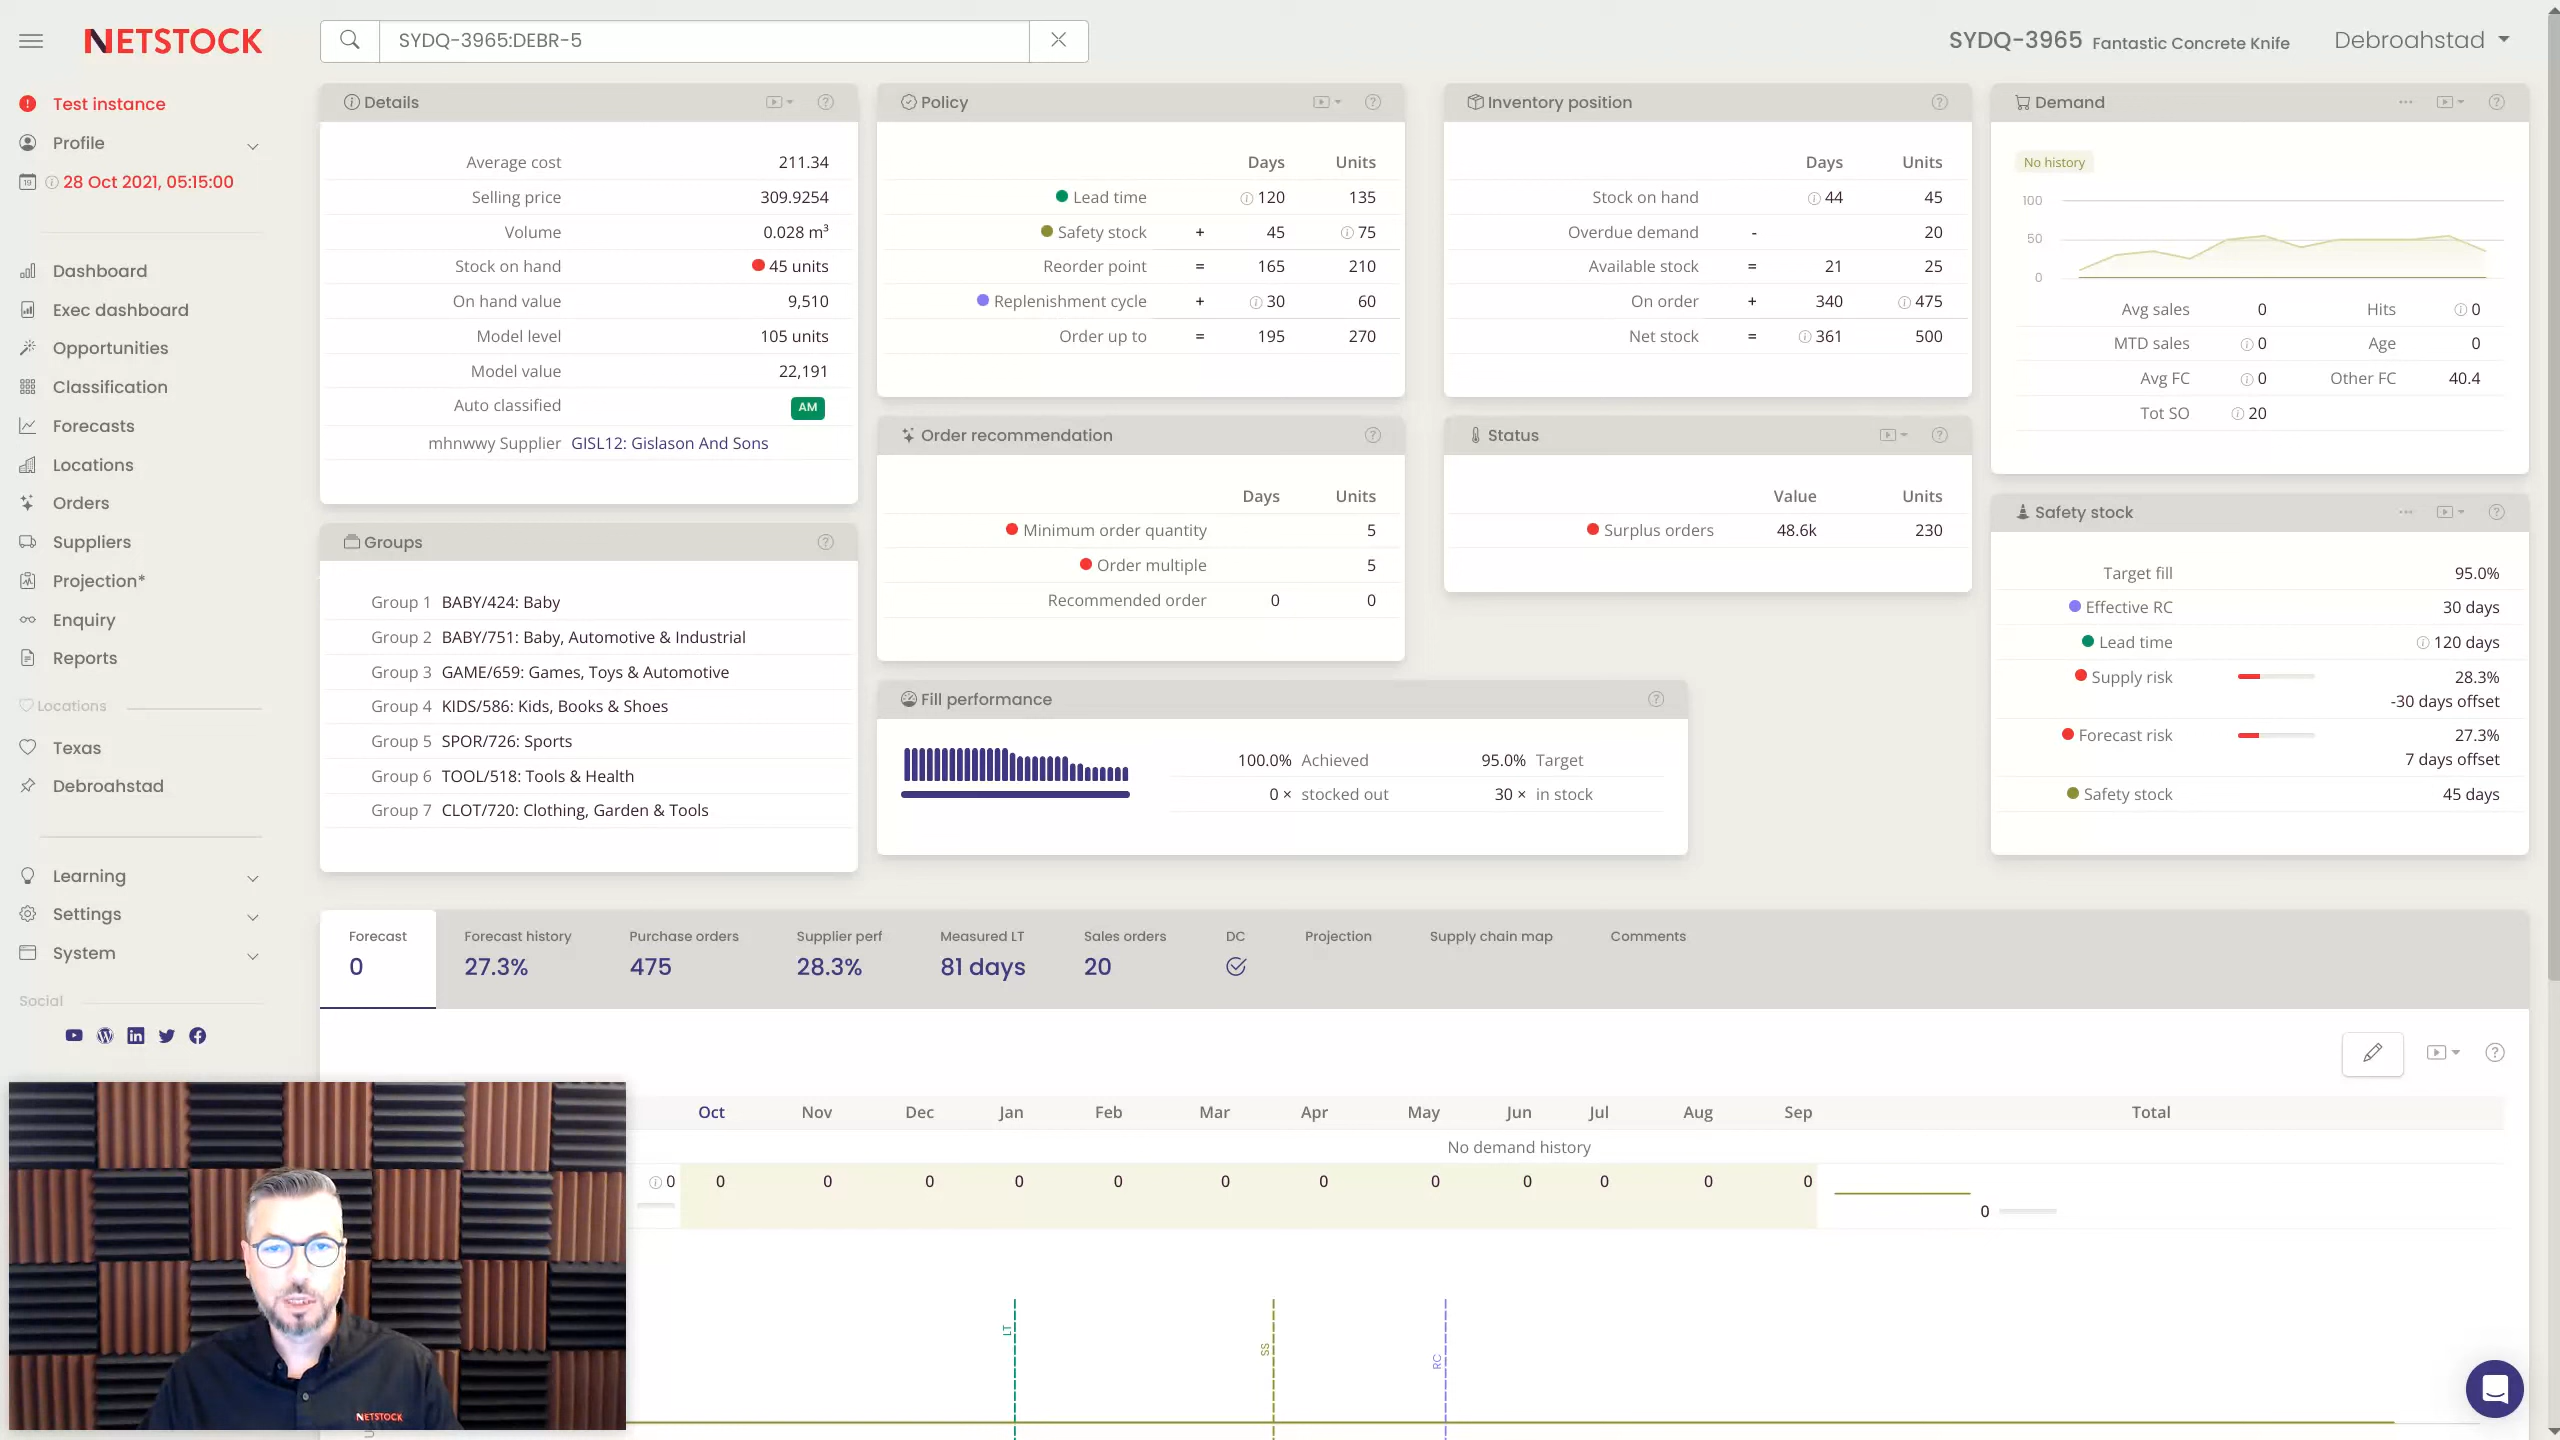 NETSTOCK
SYDQ-3965:DEBR-5
SYDQ-3965 Fantastic Concrete Knife
Debroahstad
Test instance
Profile
28 Oct 2021, 05:15:00
Dashboard
Exec dashboard
Opportunities
Classification
Forecasts
Locations
Orders
Suppliers
Projection*
Enquiry
Reports
Locations
Texas
Debroahstad
Learning
Settings
System
Social
Details
Average cost 211.34
Selling price 309.9254
Volume 0.028 m³
Stock on hand 45 units
On hand value 9,510
Model level 105 units
Model value 22,191
Auto classified AM
mhnwwy Supplier GISL12: Gislason And Sons
Groups
Group 1 BABY/424: Baby
Group 2 BABY/751: Baby, Automotive & Industrial
Group 3 GAME/659: Games, Toys & Automotive
Group 4 KIDS/586: Kids, Books & Shoes
Group 5 SPOR/726: Sports
Group 6 TOOL/518: Tools & Health
Group 7 CLOT/720: Clothing, Garden & Tools
Policy
Days Units
Lead time 120 135
Safety stock + 45 75
Reorder point = 165 210
Replenishment cycle + 30 60
Order up to = 195 270
Order recommendation
Days Units
Minimum order quantity 5
Order multiple 5
Recommended order 0 0
Fill performance
100.0% Achieved 95.0% Target
0 × stocked out 30 × in stock
Inventory position
Days Units
Stock on hand 44 45
Overdue demand - 20
Available stock = 21 25
On order + 340 475
Net stock = 361 500
Status
Value Units
Surplus orders 48.6k 230
Demand
No history
100
50
0
Avg sales 0 Hits 0
MTD sales 0 Age 0
Avg FC 0 Other FC 40.4
Tot SO 20
Safety stock
Target fill 95.0%
Effective RC 30 days
Lead time 120 days
Supply risk 28.3%
-30 days offset
Forecast risk 27.3%
7 days offset
Safety stock 45 days
Forecast Forecast history Purchase orders Supplier perf Measured LT Sales orders DC Projection Supply chain map Comments
0 27.3% 475 28.3% 81 days 20
Oct Nov Dec Jan Feb Mar Apr May Jun Jul Aug Sep Total
No demand history
0 0 0 0 0 0 0 0 0 0 0 0 0
0
LT
SS
RC
NETSTOCK